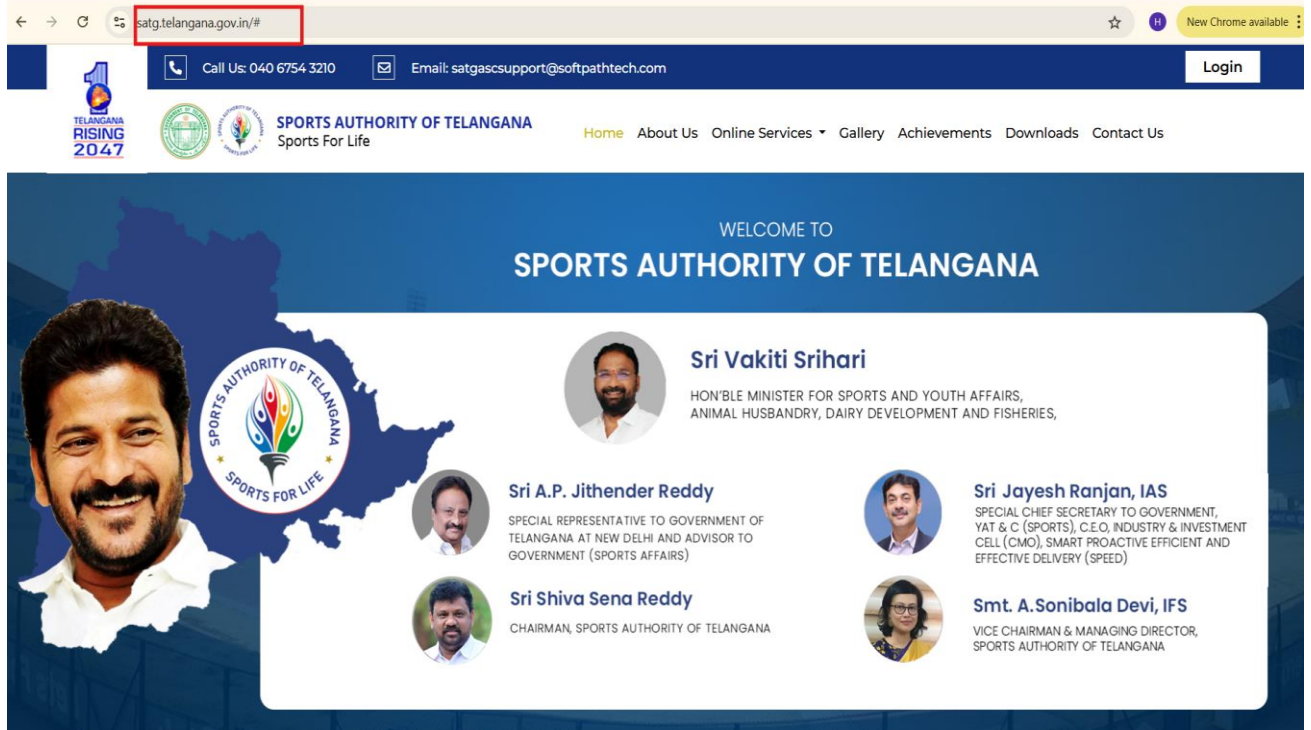 satg.telangana.gov.in/#
H
New Chrome available
Call Us: 040 6754 3210
Email: satgascsupport@softpathtech.com
Login
TELANGANA
RISING
2047
SPORTS AUTHORITY OF TELANGANA
Sports For Life
Home About Us Online Services Gallery Achievements Downloads Contact Us
WELCOME TO
SPORTS AUTHORITY OF TELANGANA
SPORTS AUTHORITY OF TELANGANA
SPORTS FOR LIFE
Sri Vakiti Srihari
HON'BLE MINISTER FOR SPORTS AND YOUTH AFFAIRS,
ANIMAL HUSBANDRY, DAIRY DEVELOPMENT AND FISHERIES,
Sri A.P. Jithender Reddy
SPECIAL REPRESENTATIVE TO GOVERNMENT OF
TELANGANA AT NEW DELHI AND ADVISOR TO
GOVERNMENT (SPORTS AFFAIRS)
Sri Jayesh Ranjan, IAS
SPECIAL CHIEF SECRETARY TO GOVERNMENT,
YAT & C (SPORTS), C.E.O, INDUSTRY & INVESTMENT
CELL (CMO), SMART PROACTIVE EFFICIENT AND
EFFECTIVE DELIVERY (SPEED)
Sri Shiva Sena Reddy
CHAIRMAN, SPORTS AUTHORITY OF TELANGANA
Smt. A.Sonibala Devi, IFS
VICE CHAIRMAN & MANAGING DIRECTOR,
SPORTS AUTHORITY OF TELANGANA